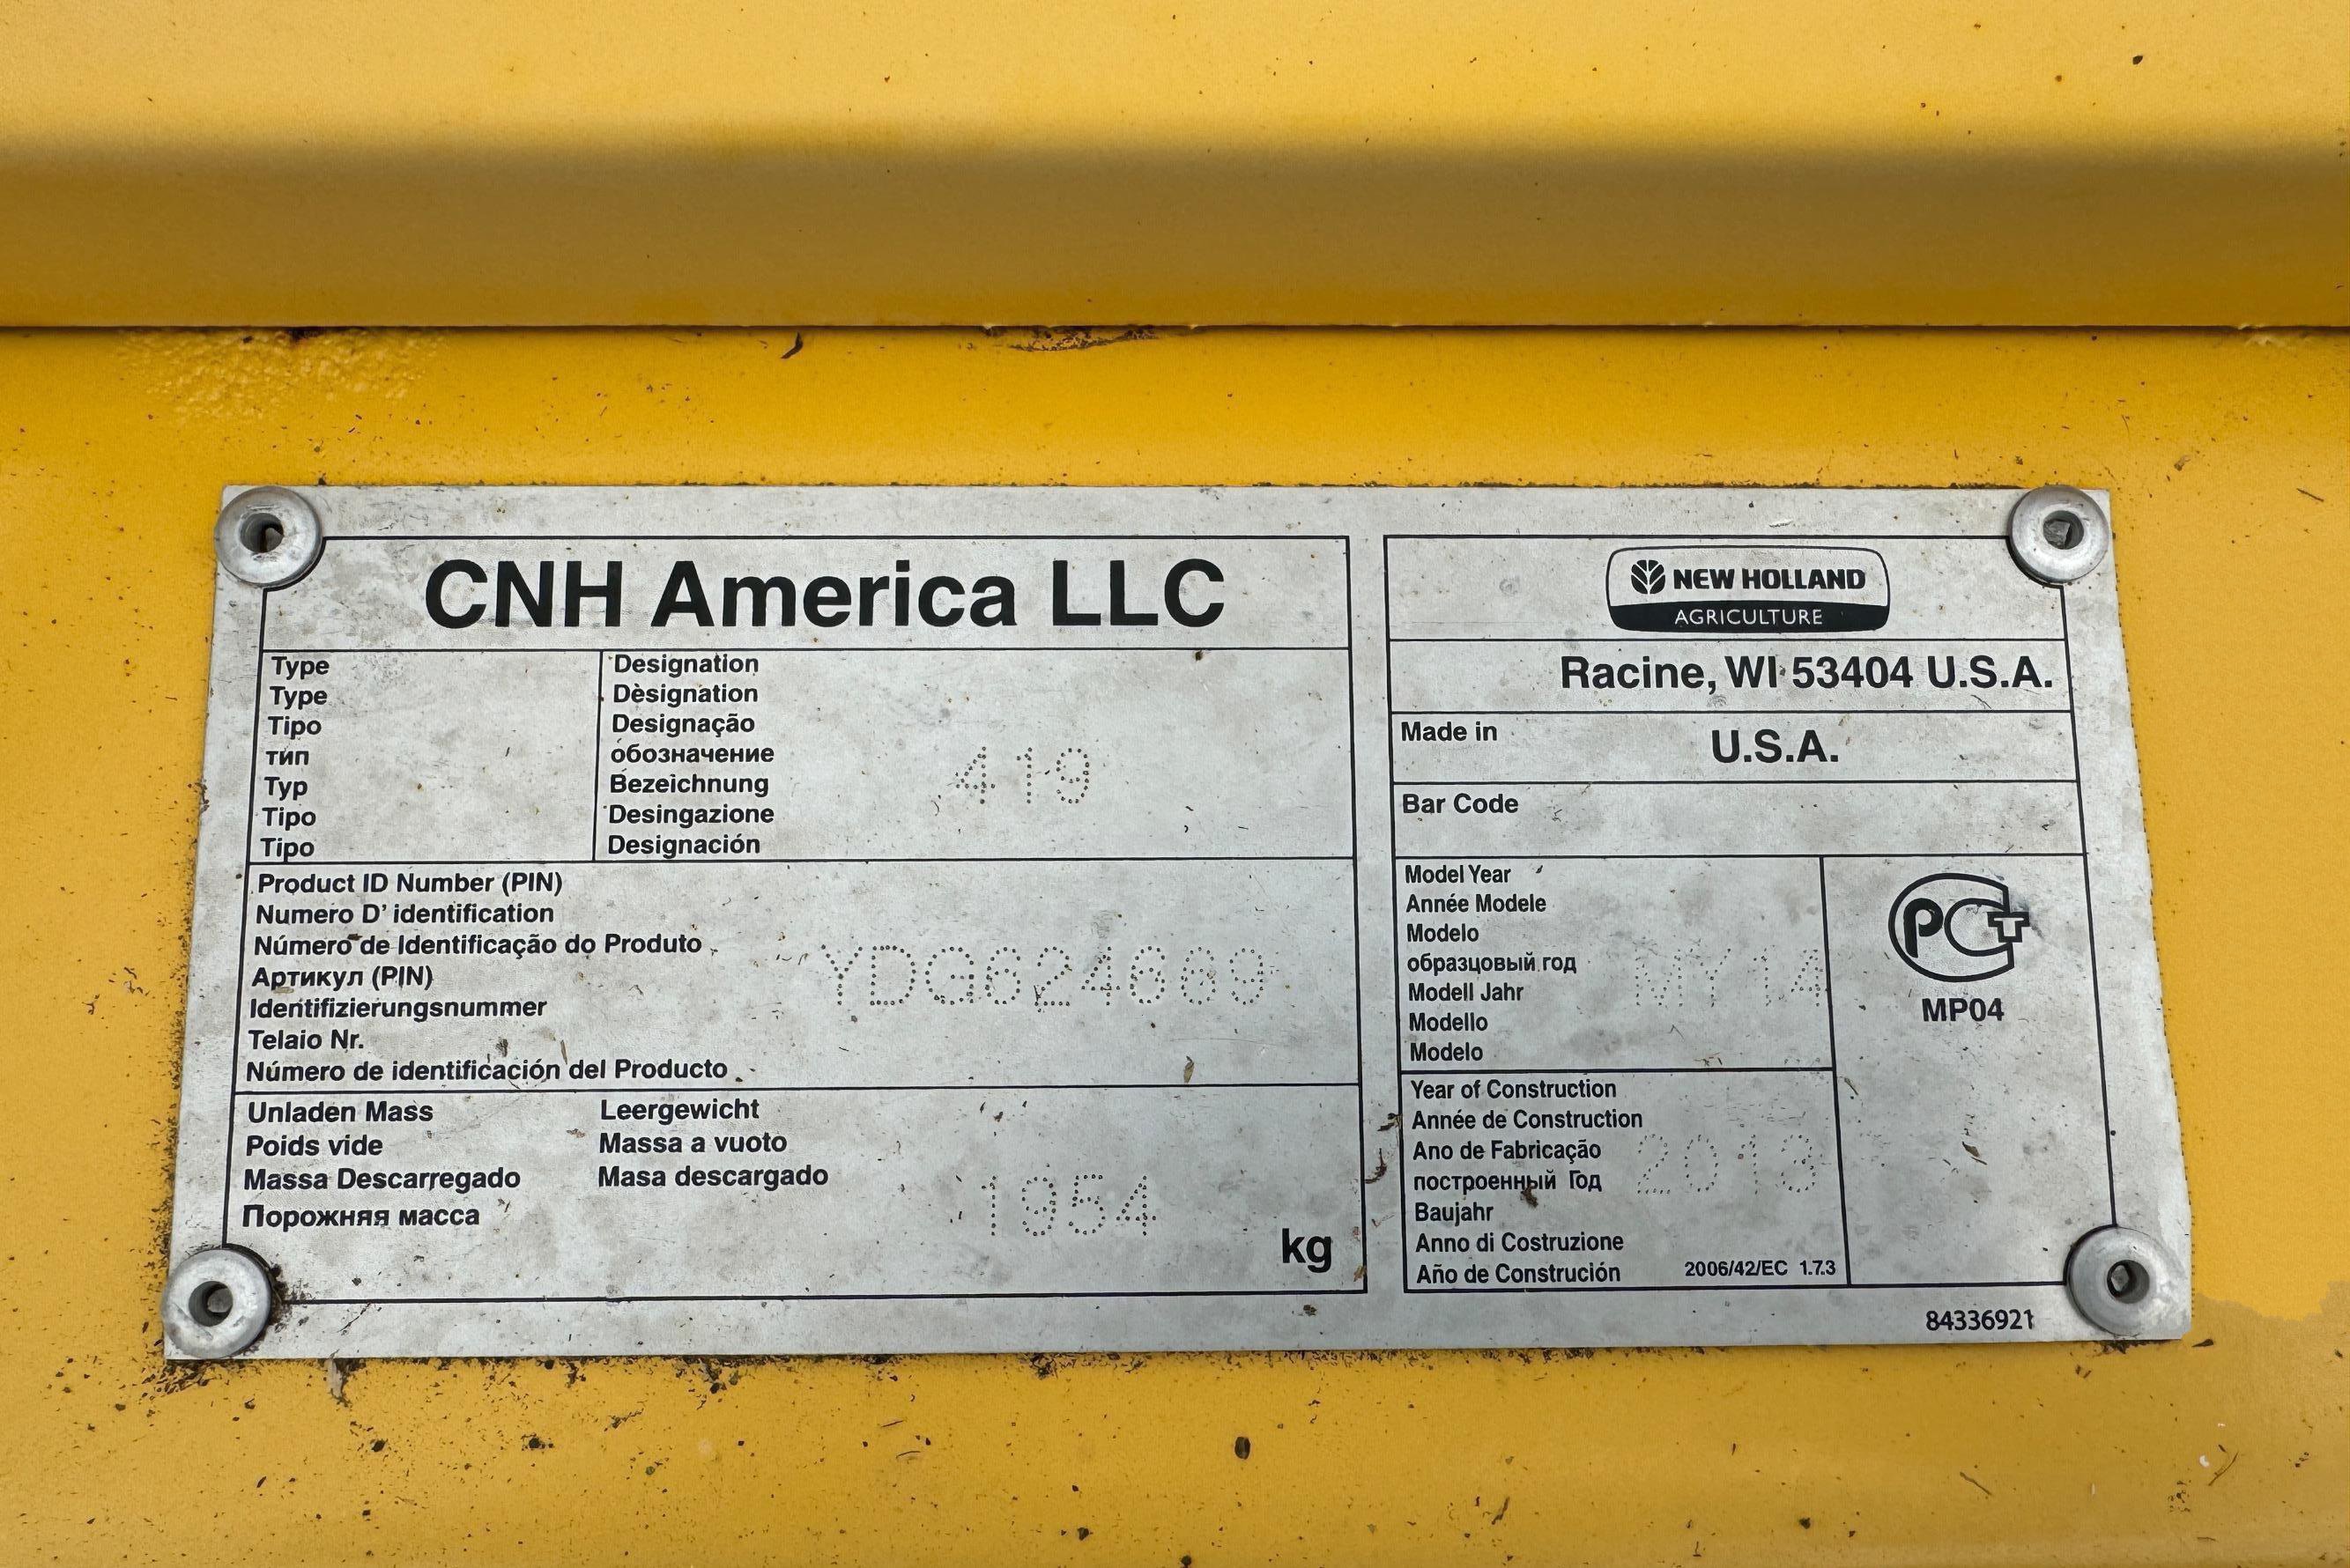 CNH America LLC
Type
Type
Tipo
тип
Typ
Tipo
Tipo
Designation
Dèsignation
Designação
обозначение
Bezeichnung
Desingazione
Designación
419
Product ID Number (PIN)
Numero D' identification
Número de Identificação do Produto
Артикул (PIN)
Identifizierungsnummer
Telaio Nr.
Número de identificación del Producto
YDG624669
Unladen Mass
Poids vide
Massa Descarregado
Порожняя масса
Leergewicht
Massa a vuoto
Masa descargado
1954
kg
NEW HOLLAND
AGRICULTURE
Racine, WI 53404 U.S.A.
Made in
U.S.A.
Bar Code
Model Year
Année Modele
Modelo
образцовый год
Modell Jahr
Modello
Modelo
MY14
Year of Construction
Année de Construction
Ano de Fabricação
построенный Год
Baujahr
Anno di Costruzione
Año de Construción
2013
2006/42/EC 1.7.3
PCT
MP04
84336921